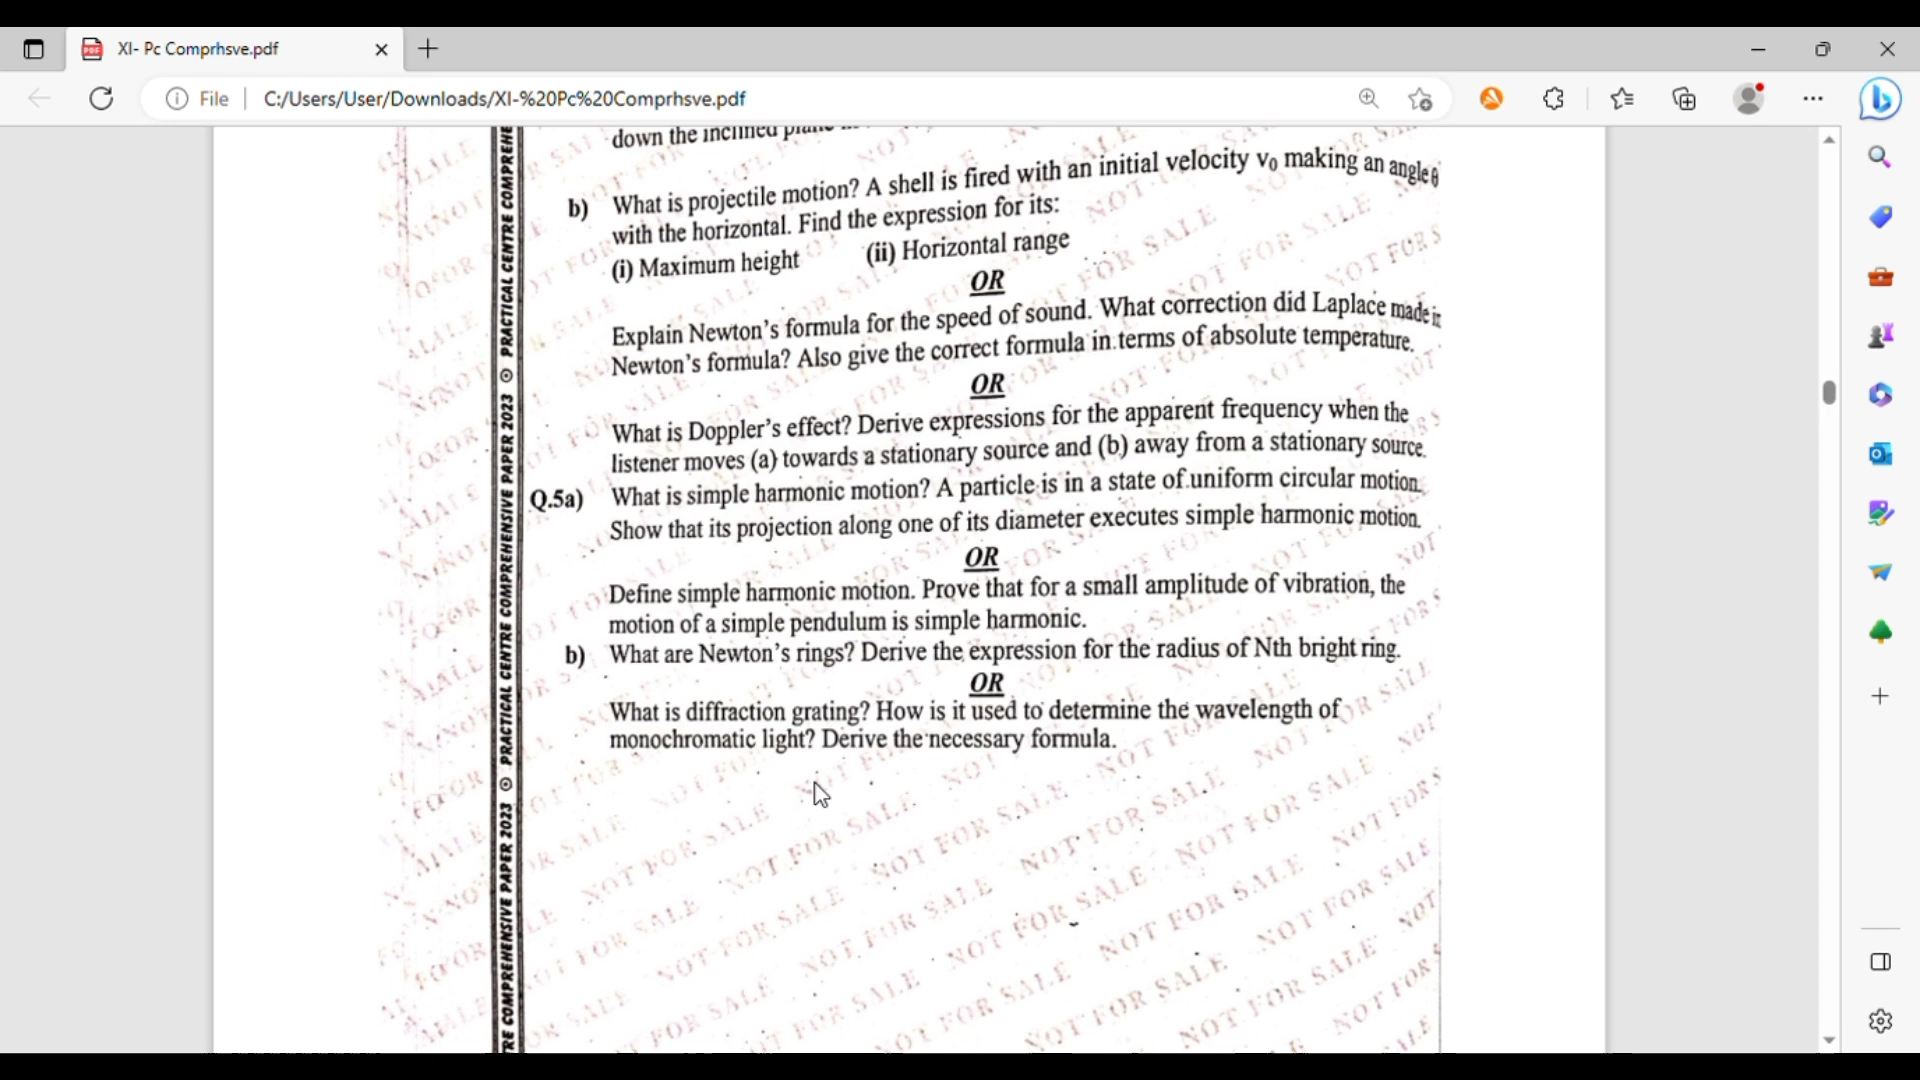 XI- Pc Comprhsve.pdf
File
C:/Users/User/Downloads/XI-%20Pc%20Comprhsve.pdf
down the inclined
b) What is projectile motion? A shell is fired with an initial velocity v₀ making an angle θ
with the horizontal. Find the expression for its:
(i) Maximum height (ii) Horizontal range
OR
Explain Newton's formula for the speed of sound. What correction did Laplace made in
Newton's formula? Also give the correct formula in terms of absolute temperature.
OR
What is Doppler's effect? Derive expressions for the apparent frequency when the
listener moves (a) towards a stationary source and (b) away from a stationary source.
Q.5a) What is simple harmonic motion? A particle is in a state of uniform circular motion.
Show that its projection along one of its diameter executes simple harmonic motion.
OR
Define simple harmonic motion. Prove that for a small amplitude of vibration, the
motion of a simple pendulum is simple harmonic.
b) What are Newton's rings? Derive the expression for the radius of Nth bright ring.
OR
What is diffraction grating? How is it used to determine the wavelength of
monochromatic light? Derive the necessary formula.
PRACTICAL CENTRE COMPREHENSIVE PAPER 2023
NOT FOR SALE